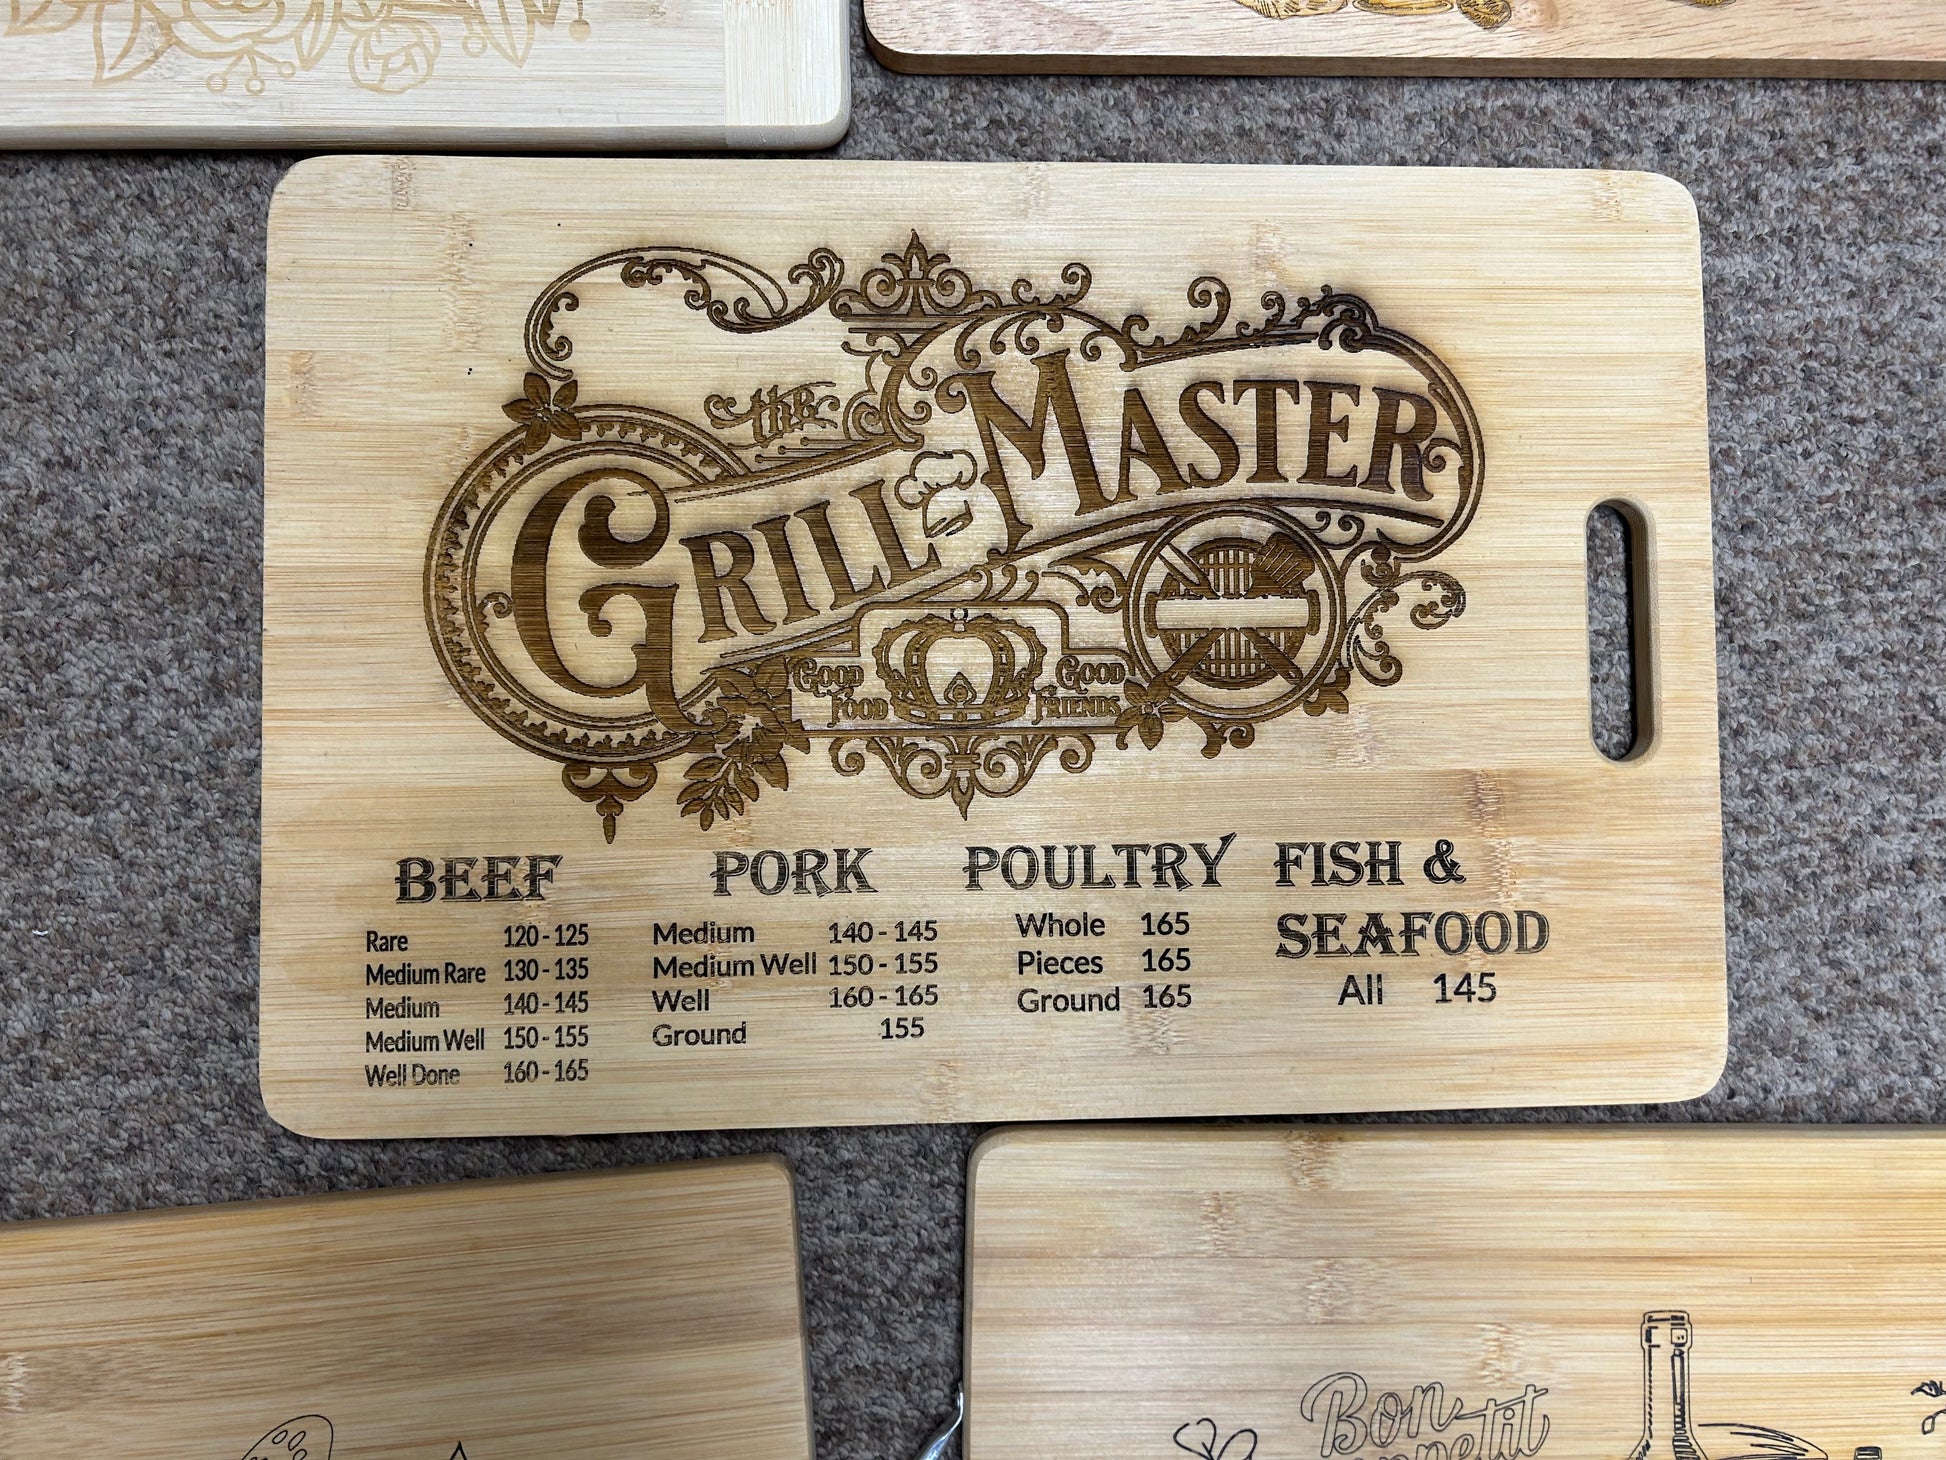 the
GRILL MASTER
GOOD FOOD
GOOD FRIENDS
BEEF
Rare 120 - 125
Medium Rare 130 - 135
Medium 140 - 145
Medium Well 150 - 155
Well Done 160 - 165
PORK
Medium 140 - 145
Medium Well 150 - 155
Well 160 - 165
Ground 155
POULTRY
Whole 165
Pieces 165
Ground 165
FISH &
SEAFOOD
All 145
Bon
appetit